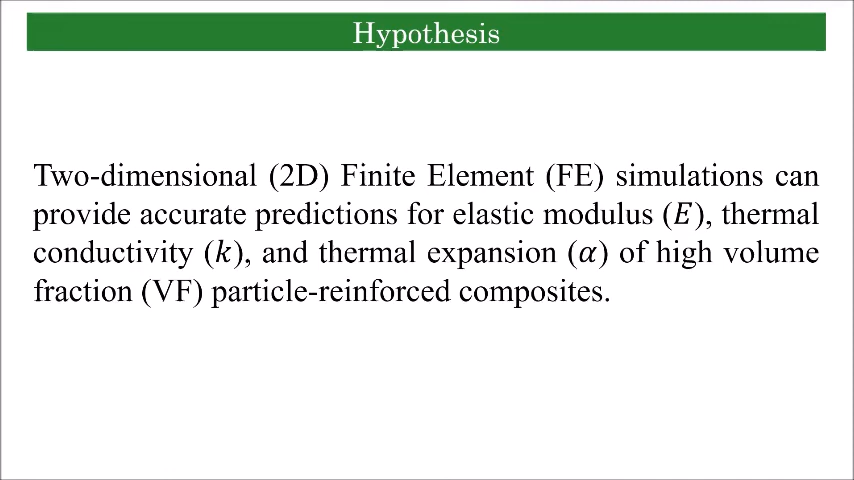 Hypothesis
Two-dimensional (2D) Finite Element (FE) simulations can
provide accurate predictions for elastic modulus (𝐸), thermal
conductivity (𝑘), and thermal expansion (𝛼) of high volume
fraction (VF) particle-reinforced composites.